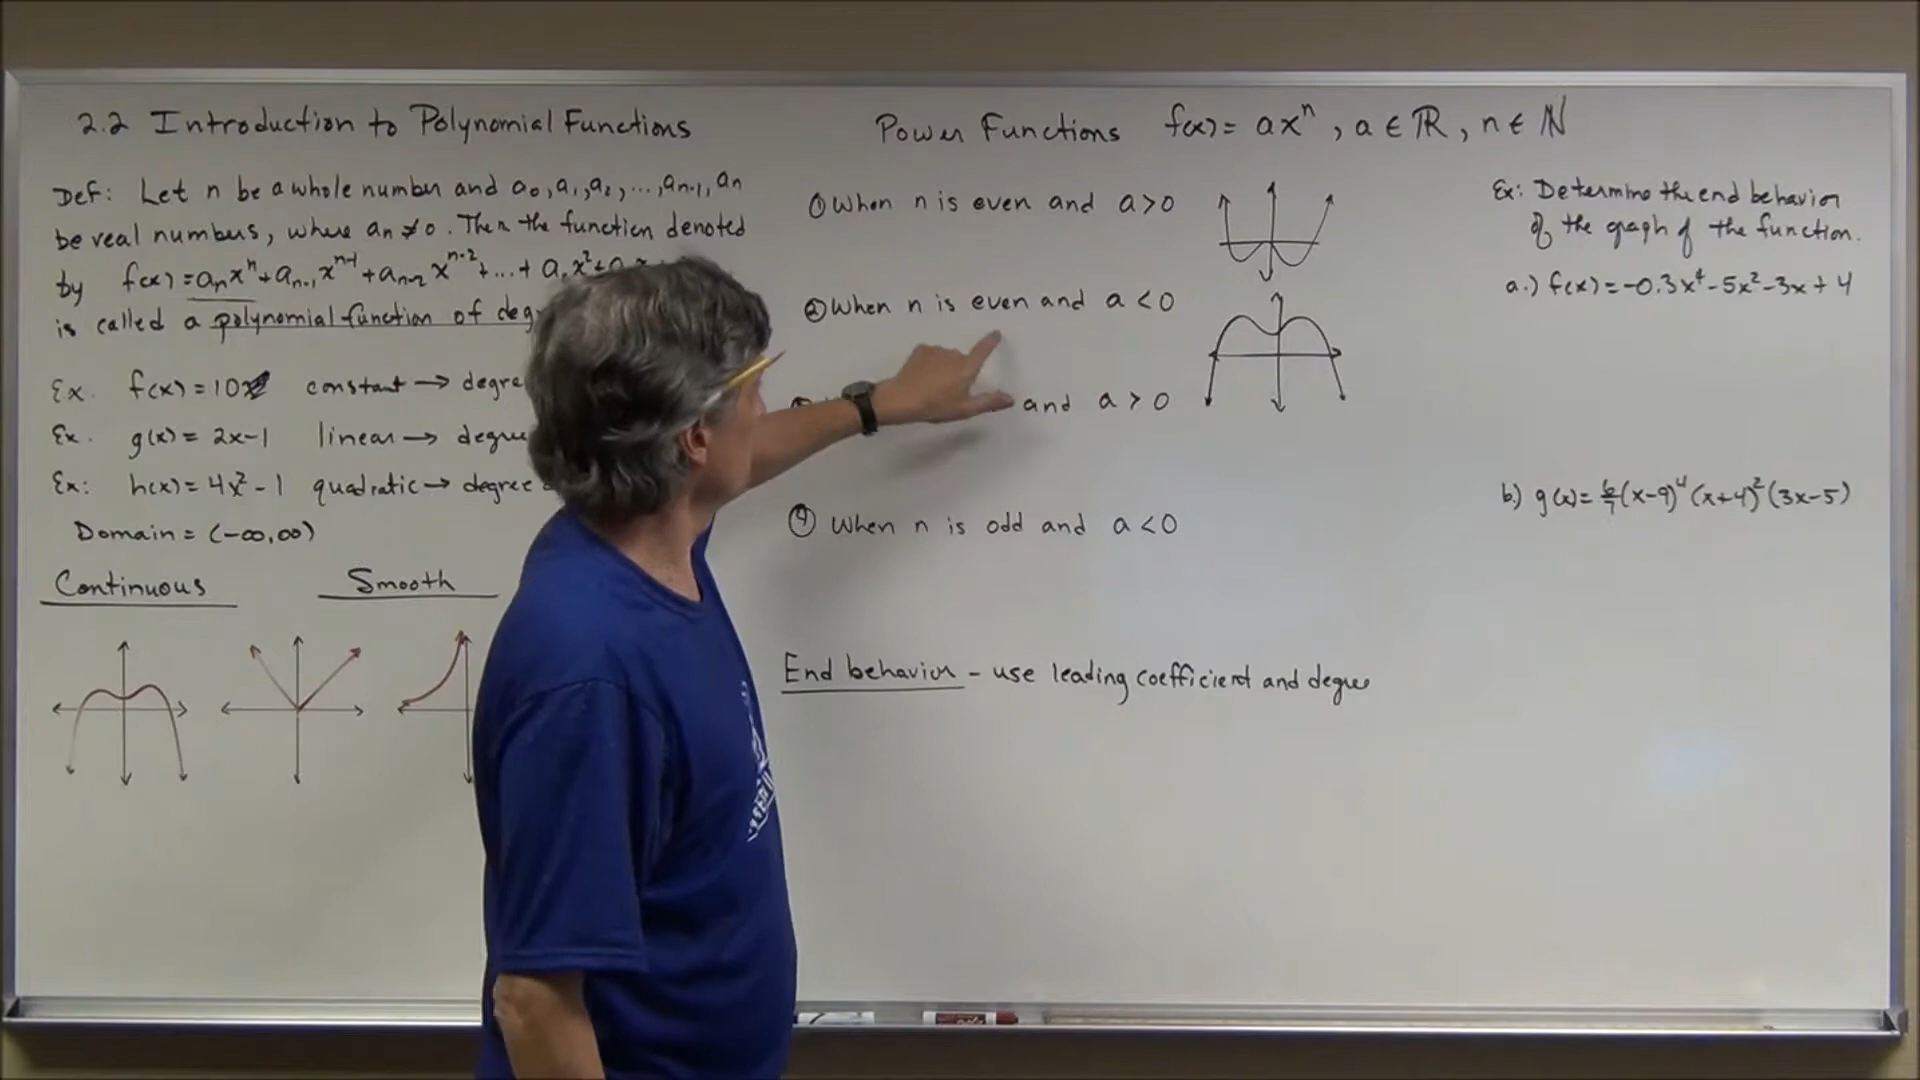 2.2 Introduction to Polynomial Functions
Def: Let n be a whole number and a₀, a₁, a₂, ..., aₙ₋₁, aₙ
be real numbers, where aₙ ≠ 0. Then the function denoted
by f(x) = aₙxⁿ + aₙ₋₁xⁿ⁻¹ + aₙ₋₂xⁿ⁻² + ... + a
is called a polynomial function of deg
Ex. f(x) = 10 constant → degre
Ex. g(x) = 2x-1 linear → degree
Ex: h(x) = 4x² - 1 quadratic → degree
Domain = (-∞,∞)
Continuous Smooth
Power Functions f(x) = axⁿ, a ∈ ℝ, n ∈ ℕ
① When n is even and a > 0
② When n is even and a < 0
and a > 0
④ When n is odd and a < 0
End behavior - use leading coefficient and degree
Ex: Determine the end behavior
of the graph of the function.
a.) f(x) = -0.3x⁴ - 5x² - 3x + 4
b.) g(x) = (x-9)⁴ (x+4)² (3x-5)